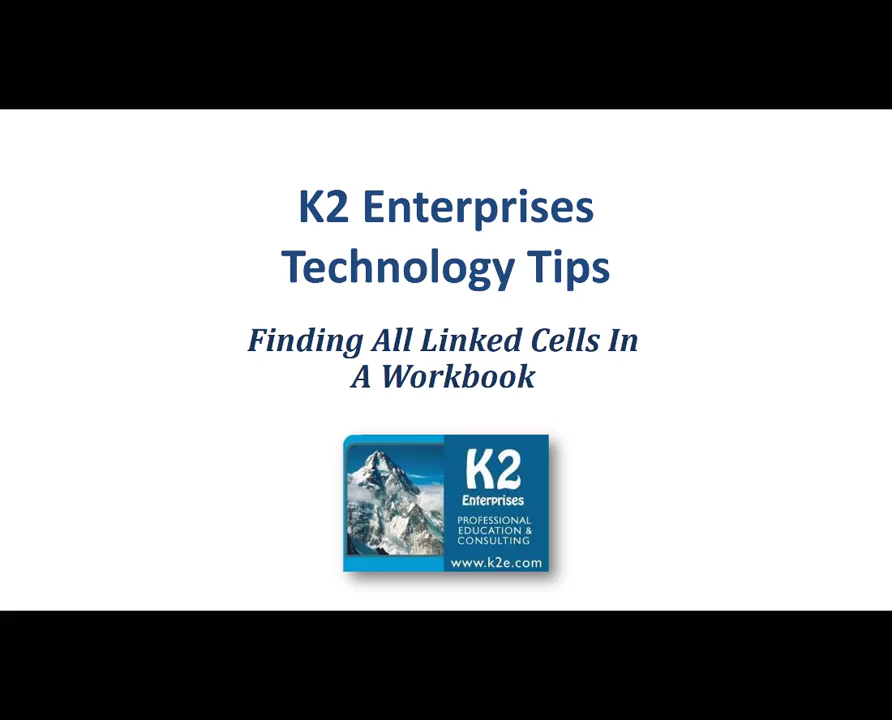 K2 Enterprises
Technology Tips
Finding All Linked Cells In
A Workbook
K2
Enterprises
PROFESSIONAL
EDUCATION &
CONSULTING
www.k2e.com